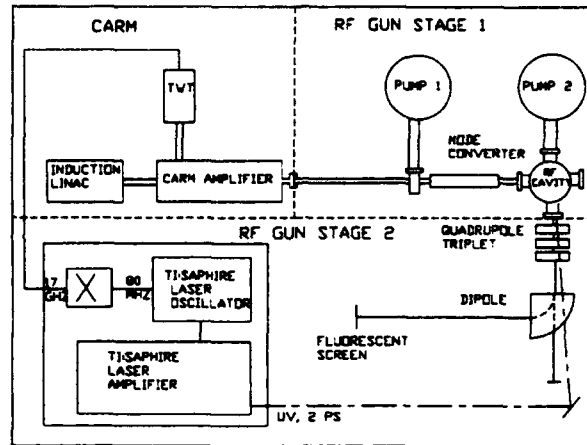 CARM
RF GUN STAGE 1
TWT
PUMP 1
PUMP 2
MODE
CONVERTER
INDUCTION
LINAC
CARM AMPLIFIER
RF
CAVITY
RF GUN STAGE 2
QUADRUPOLE
TRIPLET
17
GHZ
80
MHZ
TI:SAPHIRE
LASER
OSCILLATOR
DIPOLE
FLUORESCENT
SCREEN
TI:SAPHIRE
LASER
AMPLIFIER
UV, 2 PS